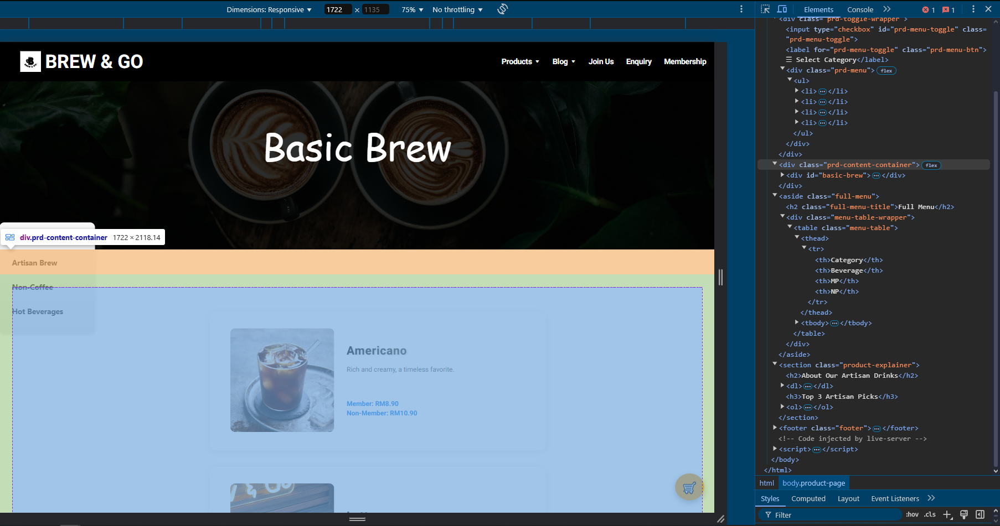 Dimensions: Responsive ▼ 1722 × 1135 75% ▼ No throttling ▼
Elements Console 1 1
BREW & GO
Products Blog Join Us Enquiry Membership
Basic Brew
div.prd-content-container 1722 × 2118.14
Artisan Brew
Non-Coffee
Hot Beverages
Americano
Rich and creamy, a timeless favorite.
Member: RM8.90
Non-Member: RM10.90
<div class="prd-toggle-wrapper">
<input type="checkbox" id="prd-menu-toggle" class=
"prd-menu-toggle">
<label for="prd-menu-toggle" class="prd-menu-btn">
☰ Select Category</label>
<div class="prd-menu"> flex
<ul>
<li>…</li>
<li>…</li>
<li>…</li>
<li>…</li>
</ul>
</div>
</div>
<div class="prd-content-container"> flex
<div id="basic-brew">…</div>
</div>
<aside class="full-menu">
<h2 class="full-menu-title">Full Menu</h2>
<div class="menu-table-wrapper">
<table class="menu-table">
<thead>
<tr>
<th>Category</th>
<th>Beverage</th>
<th>MP</th>
<th>NP</th>
</tr>
</thead>
<tbody>…</tbody>
</table>
</div>
</aside>
<section class="product-explainer">
<h2>About Our Artisan Drinks</h2>
<dl>…</dl>
<h3>Top 3 Artisan Picks</h3>
<ol>…</ol>
</section>
<footer class="footer">…</footer>
<!-- Code injected by live-server -->
<script>…</script>
</body>
</html>
html body.product-page
Styles Computed Layout Event Listeners
Filter :hov .cls